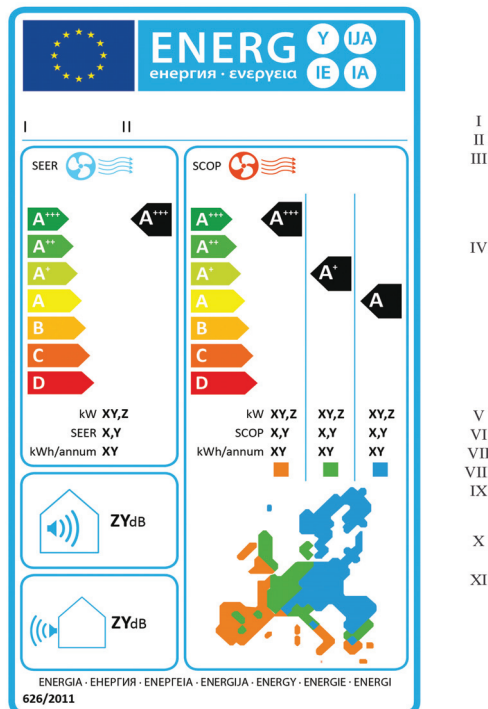 ENERG Y IJA
енергия · ενεργεια IE IA
I II
SEER
SCOP
A+++ A+++
A++
A+
A
B
C
D
A+++ A+++
A++
A+ A+
A A
B
C
D
kW XY,Z
SEER X,Y
kWh/annum XY
kW XY,Z XY,Z XY,Z
SCOP X,Y X,Y X,Y
kWh/annum XY XY XY
ZYdB
ZYdB
ENERGIA · ЕНЕРГИЯ · ΕΝΕΡΓΕΙΑ · ENERGIJA · ENERGY · ENERGIE · ENERGI
626/2011
I
II
III
IV
V
VI
VII
VIII
IX
X
XI